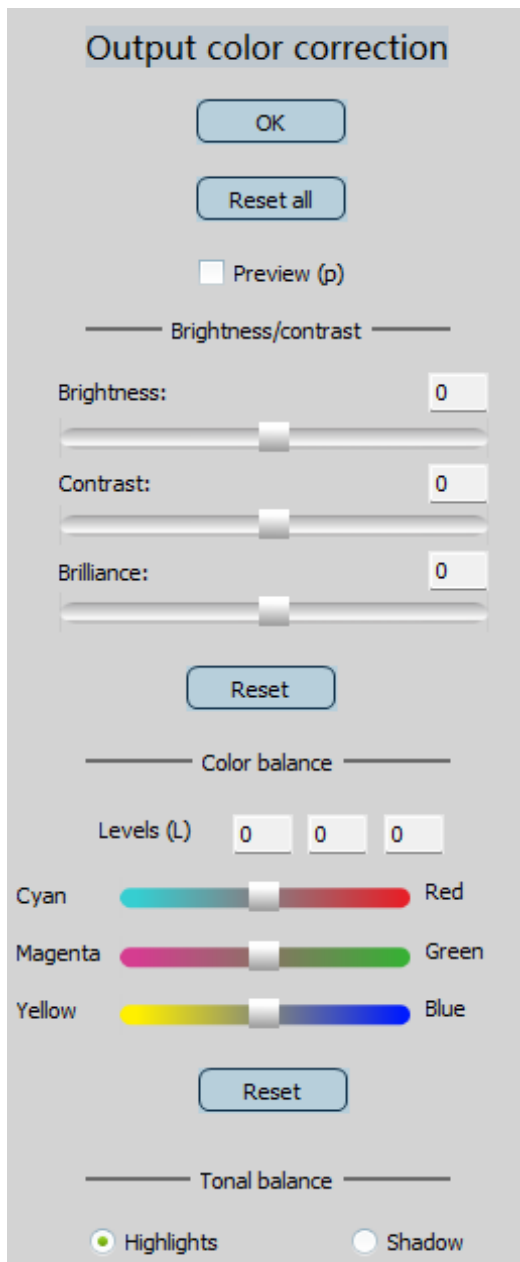 Output color correction
OK
Reset all
Preview (p)
Brightness/contrast
Brightness: 0
Contrast: 0
Brilliance: 0
Reset
Color balance
Levels (L) 0 0 0
Cyan Red
Magenta Green
Yellow Blue
Reset
Tonal balance
Highlights Shadow